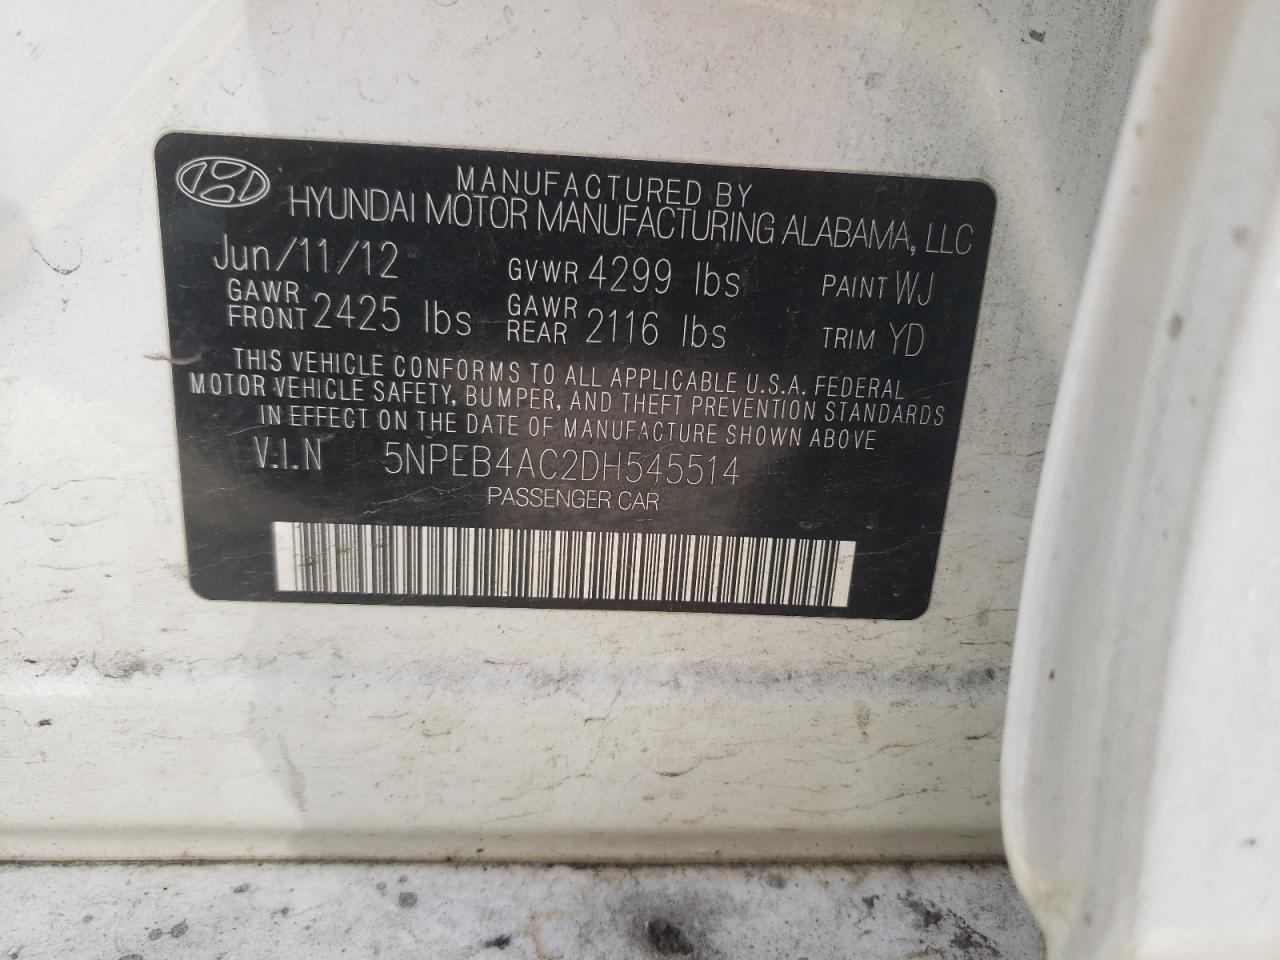 MANUFACTURED BY
HYUNDAI MOTOR MANUFACTURING ALABAMA, LLC
Jun/11/12 GVWR 4299 lbs PAINT WJ
GAWR FRONT 2425 lbs GAWR REAR 2116 lbs TRIM YD
THIS VEHICLE CONFORMS TO ALL APPLICABLE U.S.A. FEDERAL
MOTOR VEHICLE SAFETY, BUMPER, AND THEFT PREVENTION STANDARDS
IN EFFECT ON THE DATE OF MANUFACTURE SHOWN ABOVE
V.I.N 5NPEB4AC2DH545514
PASSENGER CAR